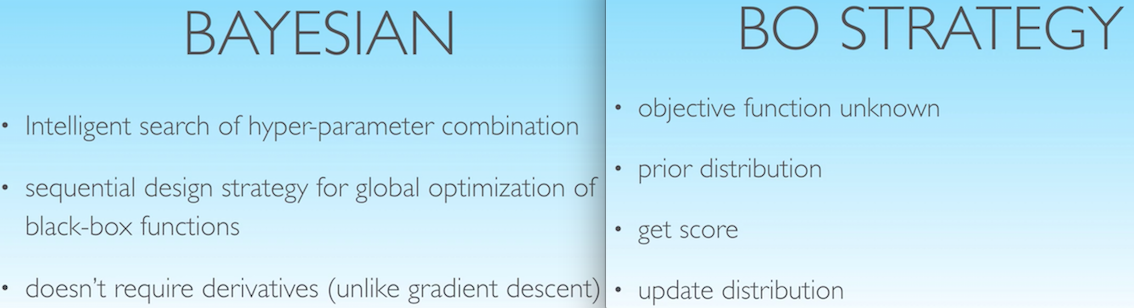 BAYESIAN
• Intelligent search of hyper-parameter combination
• sequential design strategy for global optimization of
black-box functions
• doesn't require derivatives (unlike gradient descent)
BO STRATEGY
• objective function unknown
• prior distribution
• get score
• update distribution